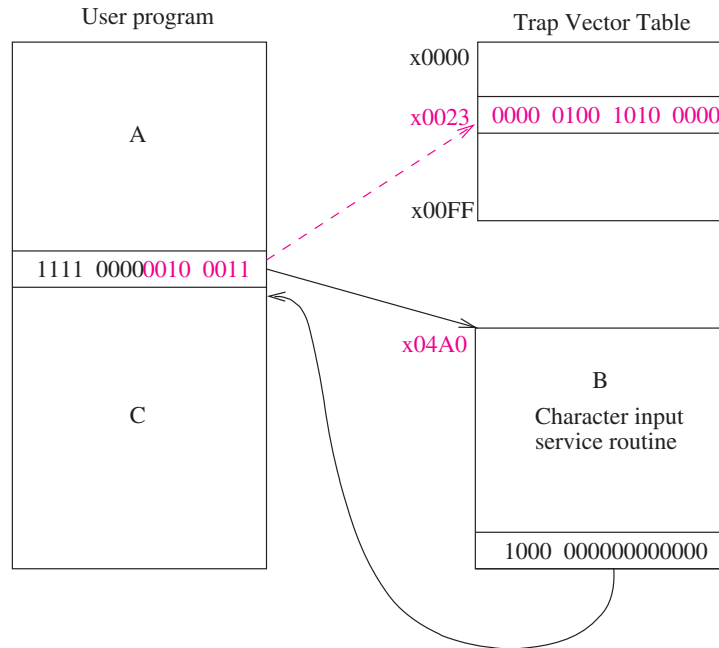 User program
A
1111 0000 0010 0011
C
Trap Vector Table
x0000
x0023
0000 0100 1010 0000
x00FF
x04A0
B
Character input
service routine
1000 000000000000